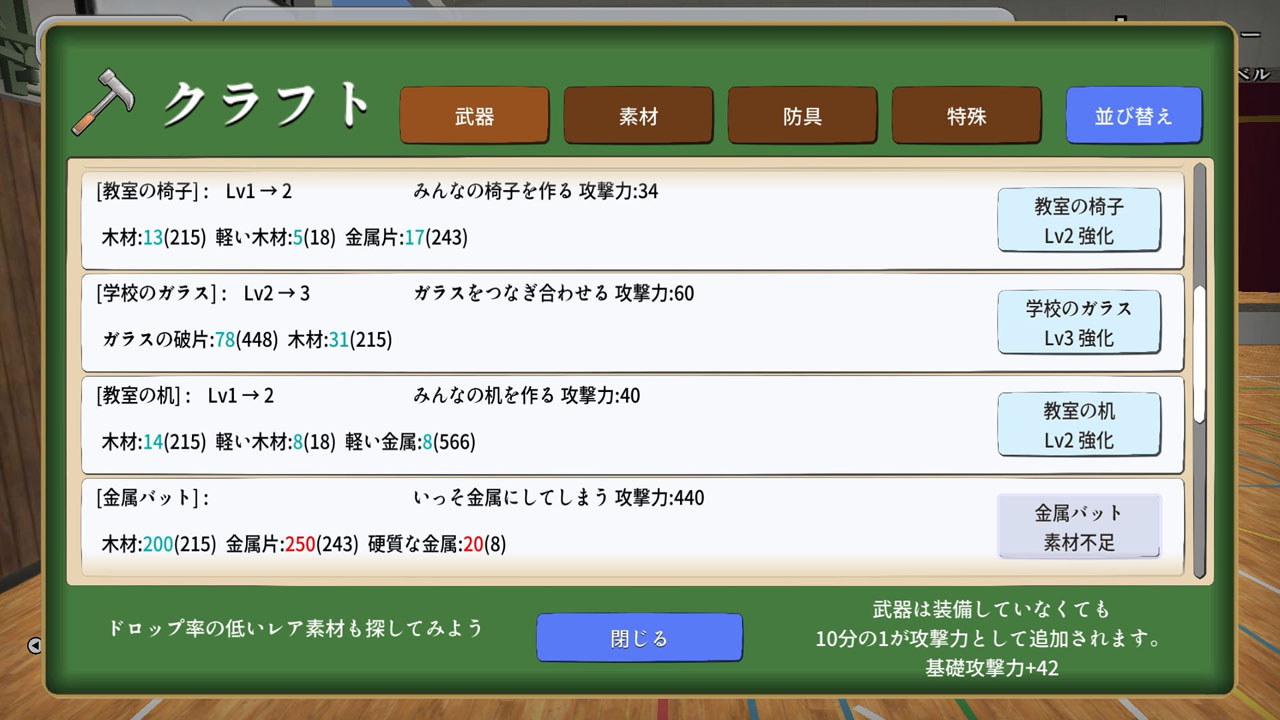 クラフト
武器
素材
防具
特殊
並び替え
[教室の椅子]： Lv1→2 みんなの椅子を作る 攻撃力:34
木材:13(215) 軽い木材:5(18) 金属片:17(243)
教室の椅子
Lv2 強化
[学校のガラス]： Lv2→3 ガラスをつなぎ合わせる 攻撃力:60
ガラスの破片:78(448) 木材:31(215)
学校のガラス
Lv3 強化
[教室の机]： Lv1→2 みんなの机を作る 攻撃力:40
木材:14(215) 軽い木材:8(18) 軽い金属:8(566)
教室の机
Lv2 強化
[金属バット]： いっそ金属にしてしまう 攻撃力:440
木材:200(215) 金属片:250(243) 硬質な金属:20(8)
金属バット
素材不足
ドロップ率の低いレア素材も探してみよう
閉じる
武器は装備していなくても
10分の1が攻撃力として追加されます。
基礎攻撃力+42